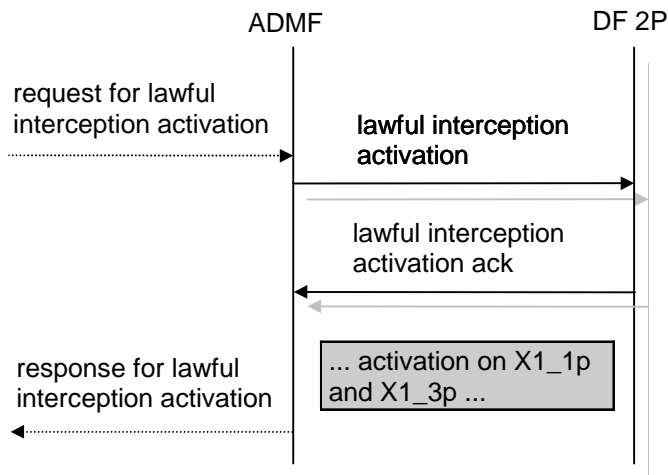 ADMF
DF 2P
request for lawful
interception activation
lawful interception
activation
lawful interception
activation ack
... activation on X1_1p
and X1_3p ...
response for lawful
interception activation